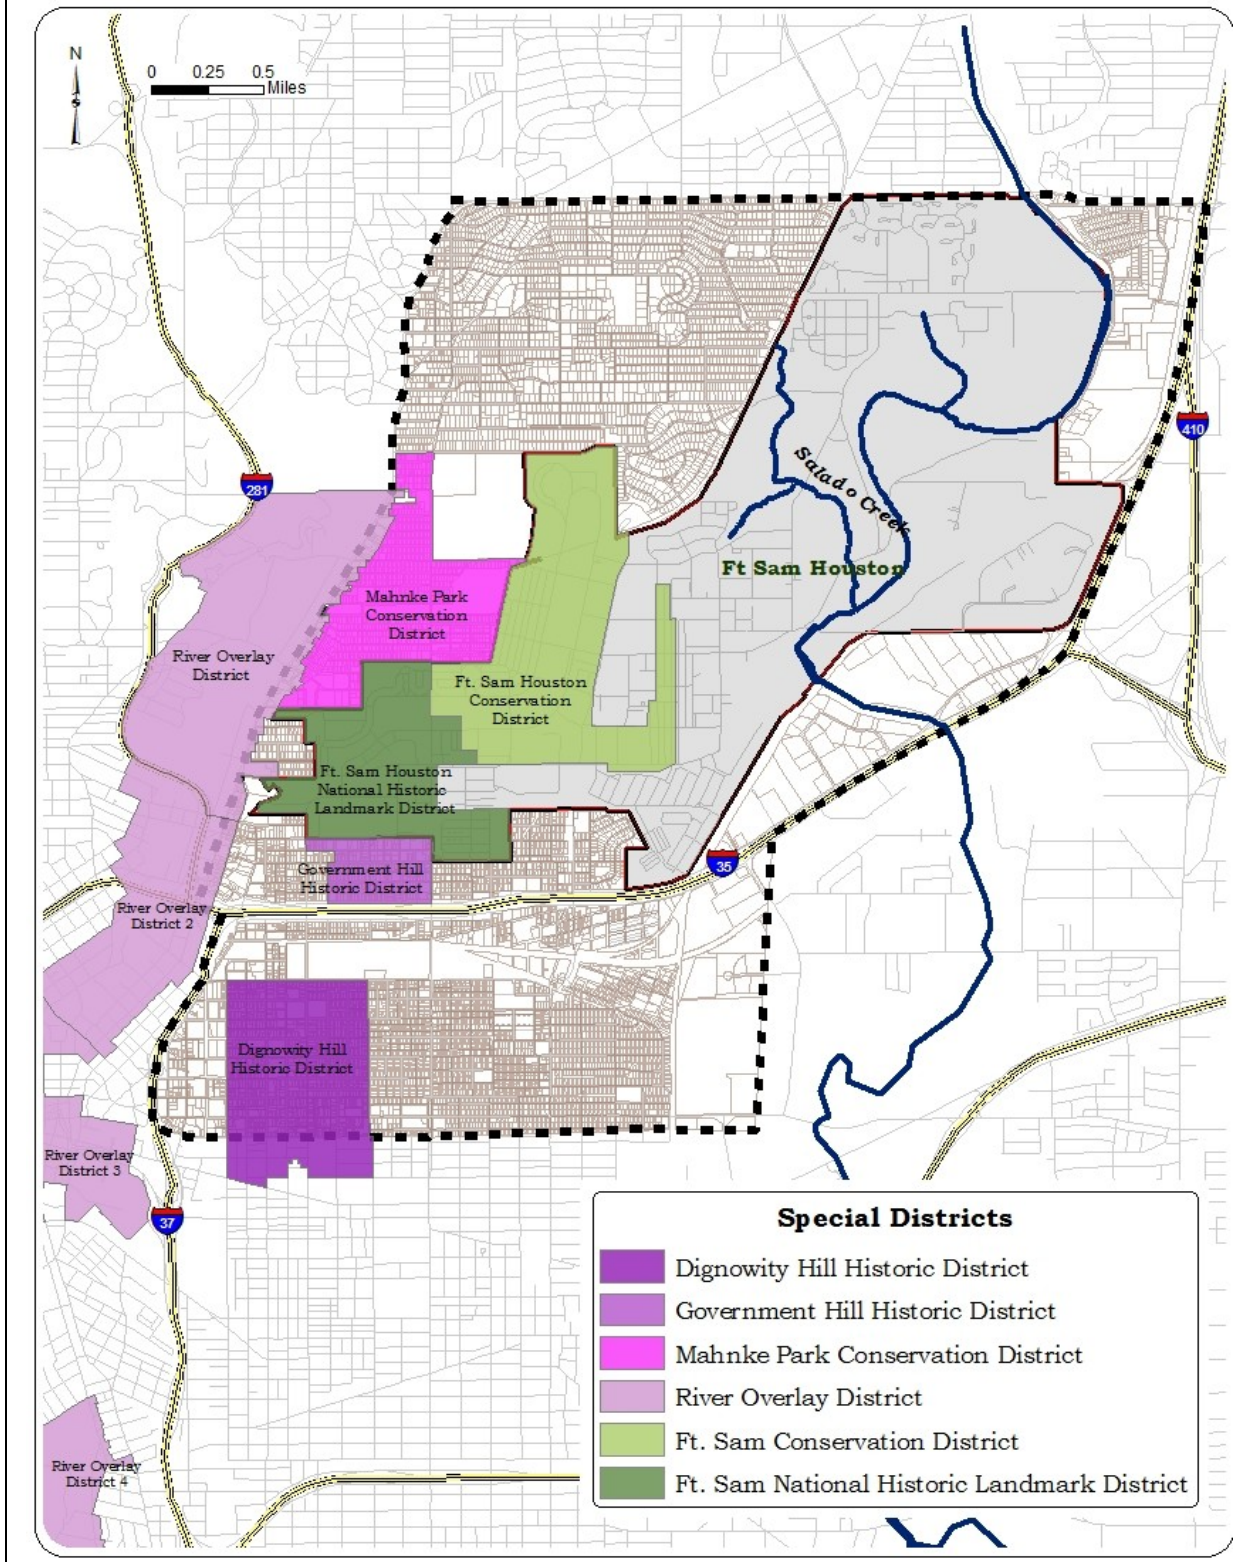 N
0 0.25 0.5
Miles
281
410
Salado Creek
Ft Sam Houston
Mahnke Park
Conservation
District
River Overlay
District
Ft. Sam Houston
Conservation
District
Ft. Sam Houston
National Historic
Landmark District
35
Government Hill
Historic District
River Overlay
District 2
Dignowity Hill
Historic District
River Overlay
District 3
37
River Overlay
District 4
Special Districts
Dignowity Hill Historic District
Government Hill Historic District
Mahnke Park Conservation District
River Overlay District
Ft. Sam Conservation District
Ft. Sam National Historic Landmark District